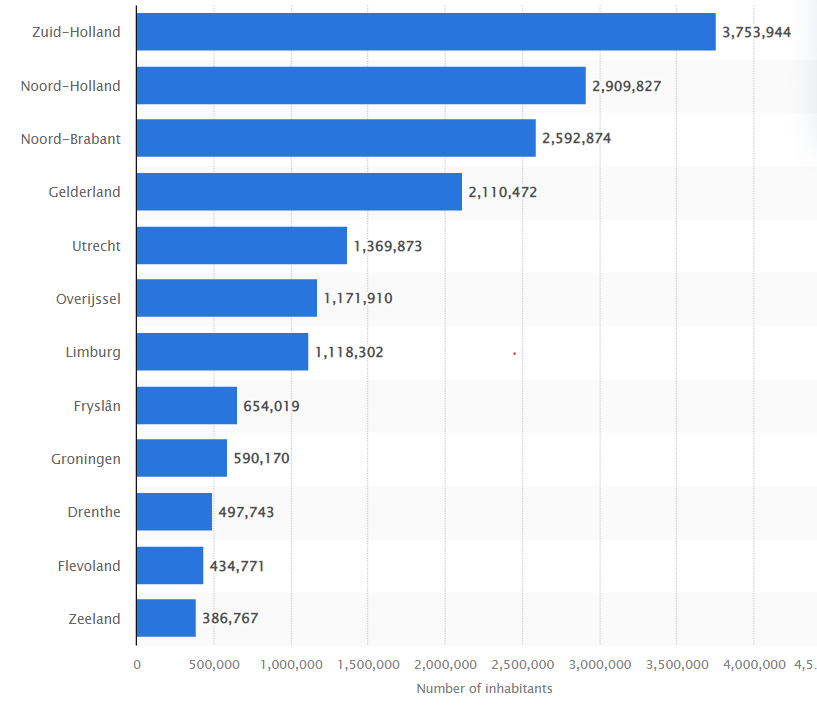 Zuid-Holland 3,753,944
Noord-Holland 2,909,827
Noord-Brabant 2,592,874
Gelderland 2,110,472
Utrecht 1,369,873
Overijssel 1,171,910
Limburg 1,118,302
Fryslân 654,019
Groningen 590,170
Drenthe 497,743
Flevoland 434,771
Zeeland 386,767
0 500,000 1,000,000 1,500,000 2,000,000 2,500,000 3,000,000 3,500,000 4,000,000 4,5
Number of inhabitants